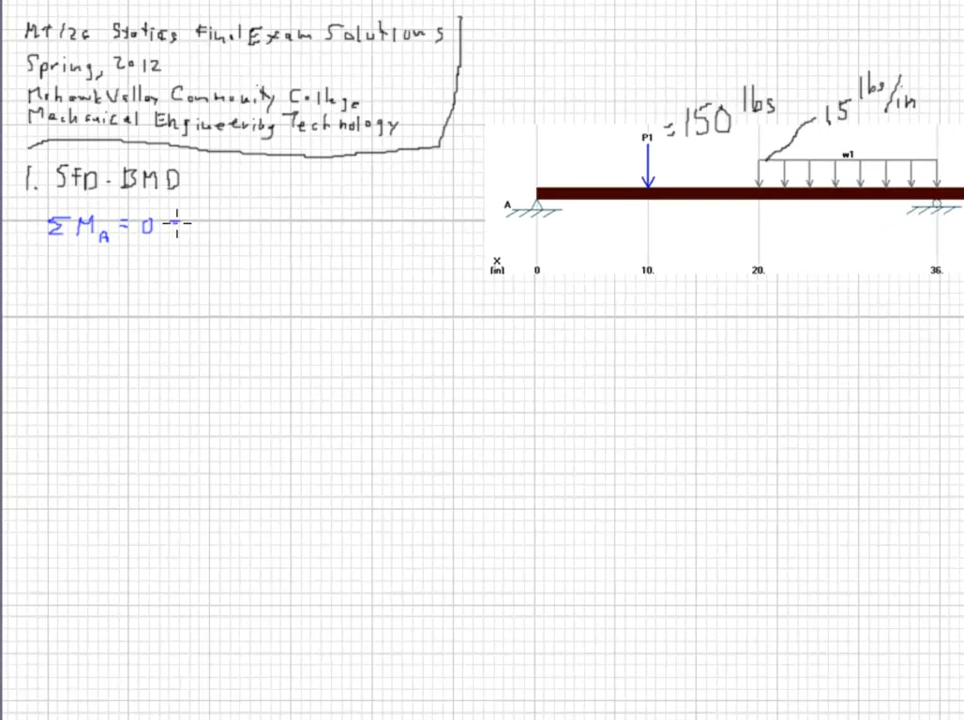 MT126 Statics Final Exam Solutions
Spring, 2012
Mohawk Valley Community College
Mechanical Engineering Technology
1. SFD - BMD
Σ M_A = 0 =
P1
= 150 lbs
15 lbs/in
w1
A
X
[in]
0
10.
20.
36.